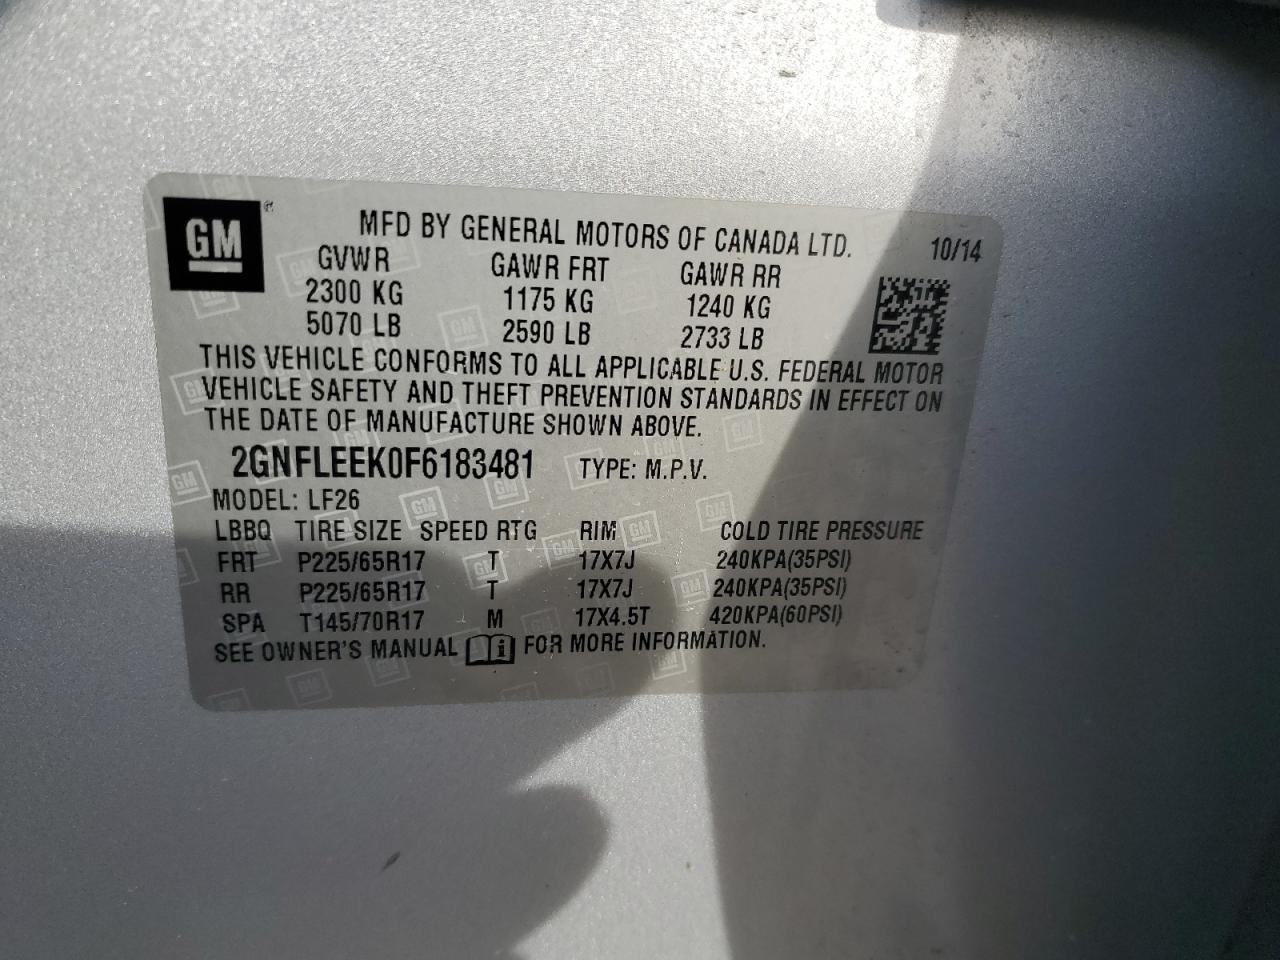 GM
MFD BY GENERAL MOTORS OF CANADA LTD. 10/14
GVWR GAWR FRT GAWR RR
2300 KG 1175 KG 1240 KG
5070 LB 2590 LB 2733 LB
THIS VEHICLE CONFORMS TO ALL APPLICABLE U.S. FEDERAL MOTOR
VEHICLE SAFETY AND THEFT PREVENTION STANDARDS IN EFFECT ON
THE DATE OF MANUFACTURE SHOWN ABOVE.
2GNFLEEK0F6183481 TYPE: M.P.V.
MODEL: LF26
LBBQ TIRE SIZE SPEED RTG RIM COLD TIRE PRESSURE
FRT P225/65R17 T 17X7J 240KPA(35PSI)
RR P225/65R17 T 17X7J 240KPA(35PSI)
SPA T145/70R17 M 17X4.5T 420KPA(60PSI)
SEE OWNER'S MANUAL i FOR MORE INFORMATION.